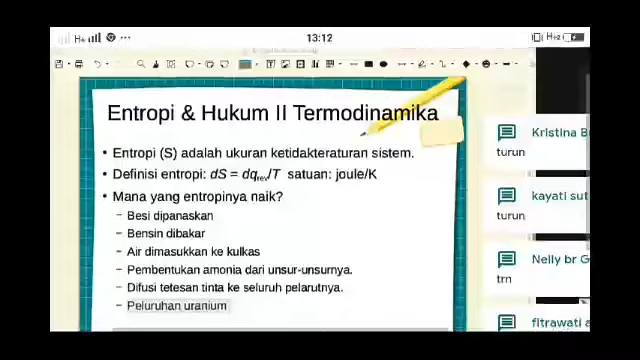 13:12
Entropi & Hukum II Termodinamika
• Entropi (S) adalah ukuran ketidakteraturan sistem.
• Definisi entropi: dS = dqrev/T satuan: joule/K
• Mana yang entropinya naik?
– Besi dipanaskan
– Bensin dibakar
– Air dimasukkan ke kulkas
– Pembentukan amonia dari unsur-unsurnya.
– Difusi tetesan tinta ke seluruh pelarutnya.
– Peluruhan uranium
Kristina B
turun
kayati sut
turun
Nelly br G
trn
fitrawati a